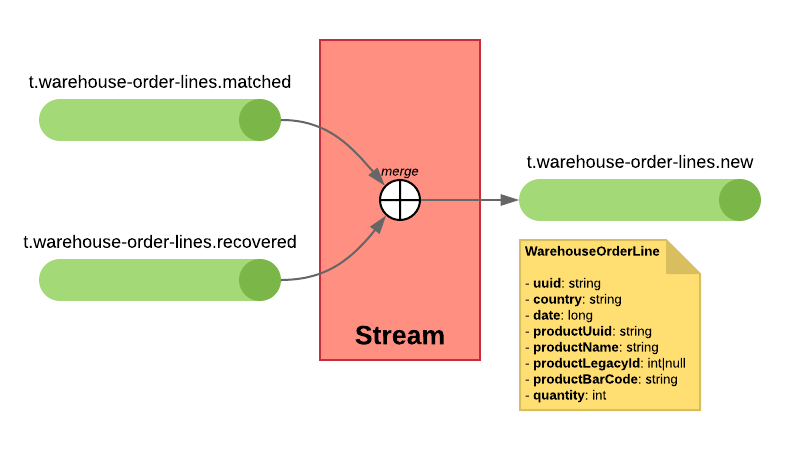 t.warehouse-order-lines.matched
merge
t.warehouse-order-lines.new
t.warehouse-order-lines.recovered
WarehouseOrderLine
- uuid: string
- country: string
- date: long
- productUuid: string
- productName: string
- productLegacyId: int|null
- productBarCode: string
- quantity: int
Stream